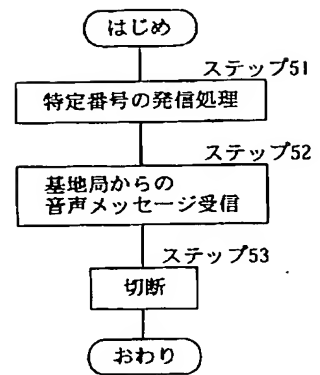 はじめ
ステップ51
特定番号の発信処理
ステップ52
基地局からの
音声メッセージ受信
ステップ53
切断
おわり